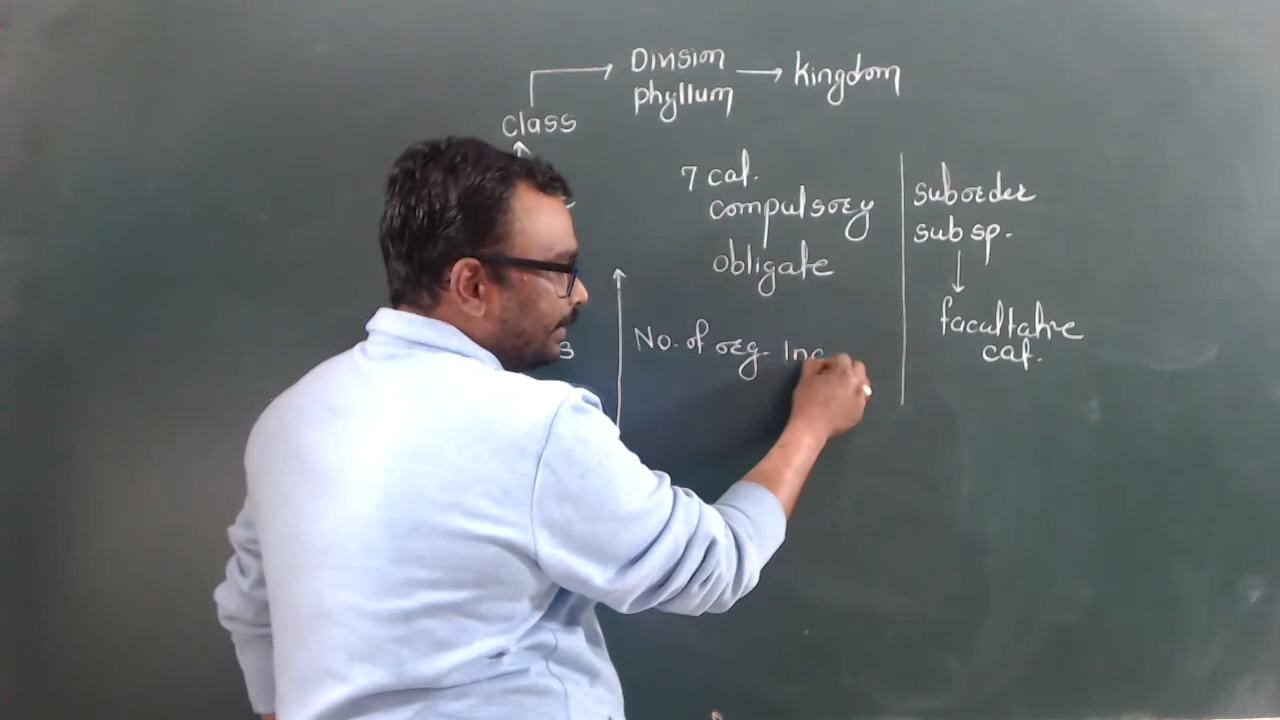 Division → Kingdom
phyllum
class
7 cat.
compulsory
obligate
suborder
sub sp.
facultative
cat.
No. of org Inc